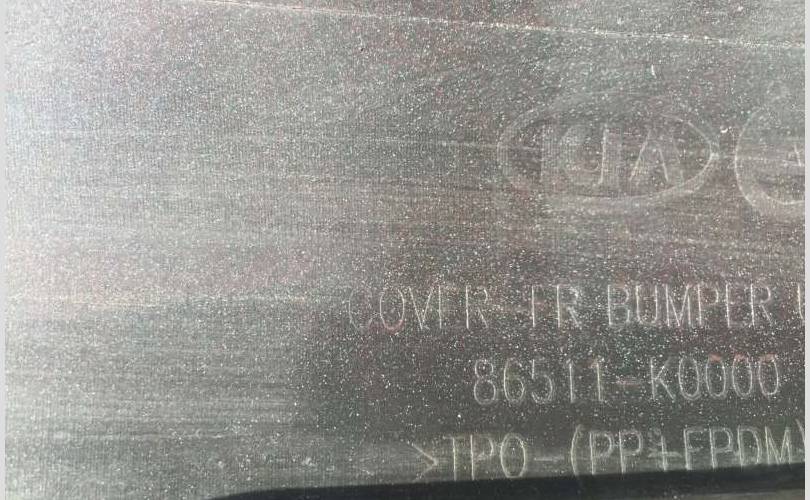 KIA
COVER-FR BUMPER
86511-K0000
>TPO-(PP+EPDM)